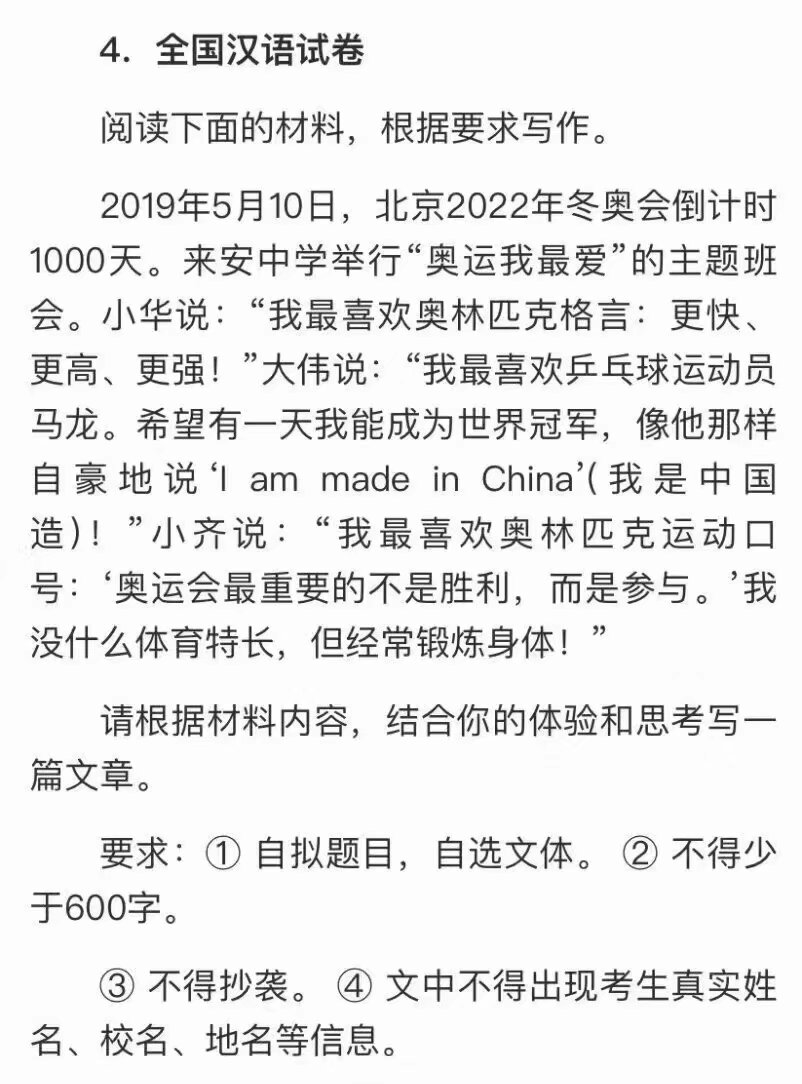 4. 全国汉语试卷
阅读下面的材料，根据要求写作。
2019年5月10日，北京2022年冬奥会倒计时
1000天。来安中学举行“奥运我最爱”的主题班
会。小华说：“我最喜欢奥林匹克格言：更快、
更高、更强！”大伟说：“我最喜欢乒乓球运动员
马龙。希望有一天我能成为世界冠军，像他那样
自豪地说‘I am made in China’(我是中国
造)！”小齐说：“我最喜欢奥林匹克运动口
号：‘奥运会最重要的不是胜利，而是参与。’我
没什么体育特长，但经常锻炼身体！”
请根据材料内容，结合你的体验和思考写一
篇文章。
要求：① 自拟题目，自选文体。 ② 不得少
于600字。
③ 不得抄袭。 ④ 文中不得出现考生真实姓
名、校名、地名等信息。